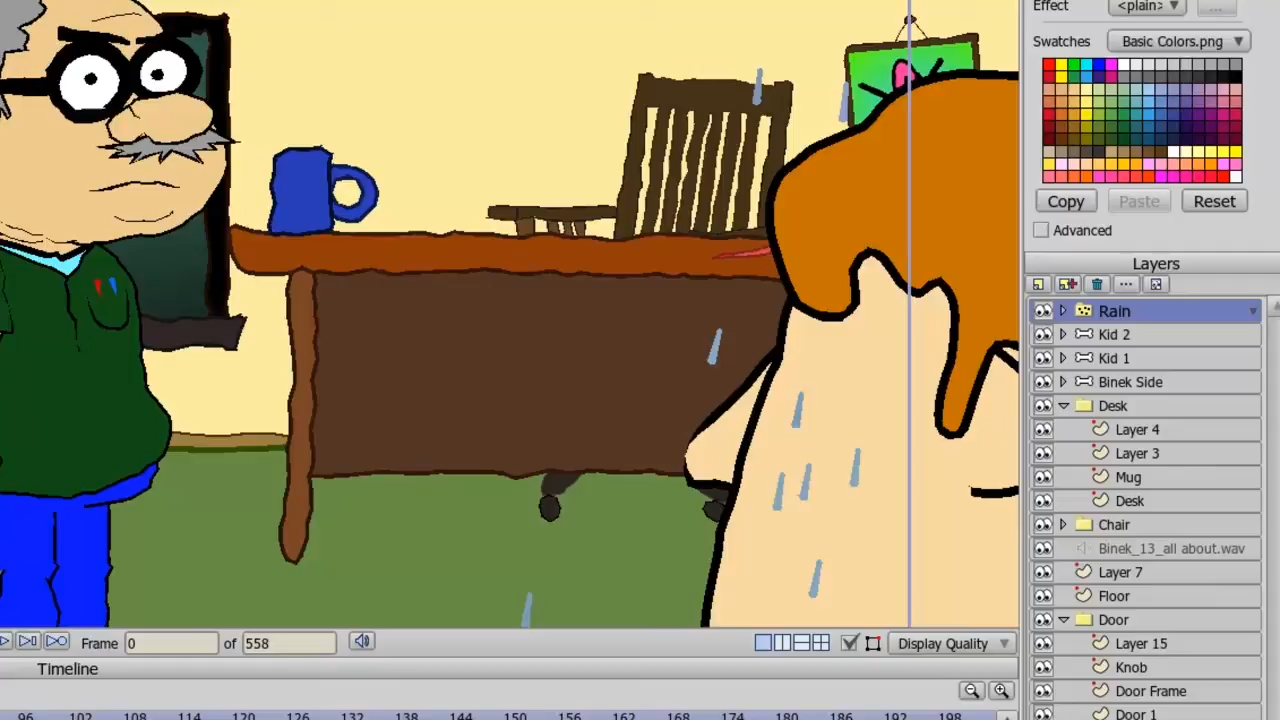 Effect <plain> ...
Swatches Basic Colors.png
Copy Paste Reset
Advanced
Layers
Rain
Kid 2
Kid 1
Binek Side
Desk
Layer 4
Layer 3
Mug
Desk
Chair
Binek_13_all about.wav
Layer 7
Floor
Door
Layer 15
Knob
Door Frame
Door 1
Frame 0 of 558 Display Quality
Timeline
96 102 108 114 120 126 132 138 144 150 156 162 168 174 180 186 192 198